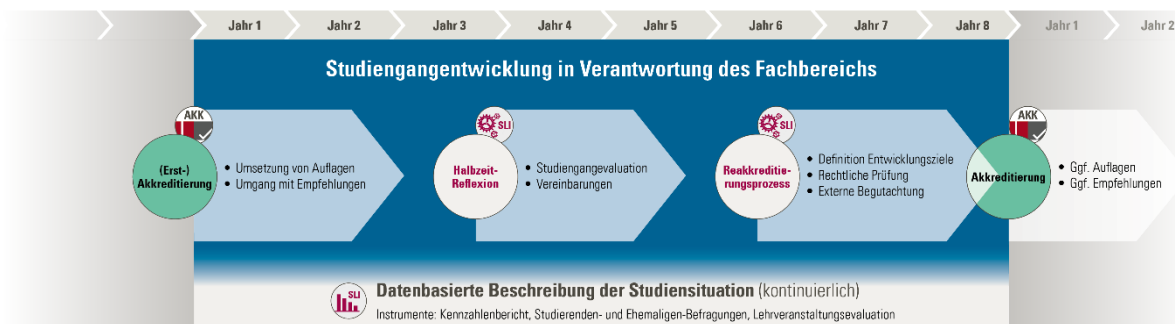 Jahr 1 Jahr 2 Jahr 3 Jahr 4 Jahr 5 Jahr 6 Jahr 7 Jahr 8 Jahr 1 Jahr 2
Studiengangentwicklung in Verantwortung des Fachbereichs
AKK
(Erst-)
Akkreditierung
• Umsetzung von Auflagen
• Umgang mit Empfehlungen
SLI
Halbzeit-
Reflexion
• Studiengangevaluation
• Vereinbarungen
SLI
Reakkreditie-
rungsprozess
• Definition Entwicklungsziele
• Rechtliche Prüfung
• Externe Begutachtung
AKK
Akkreditierung
• Ggf. Auflagen
• Ggf. Empfehlungen
SLI
Datenbasierte Beschreibung der Studiensituation (kontinuierlich)
Instrumente: Kennzahlenbericht, Studierenden- und Ehemaligen-Befragungen, Lehrveranstaltungsevaluation